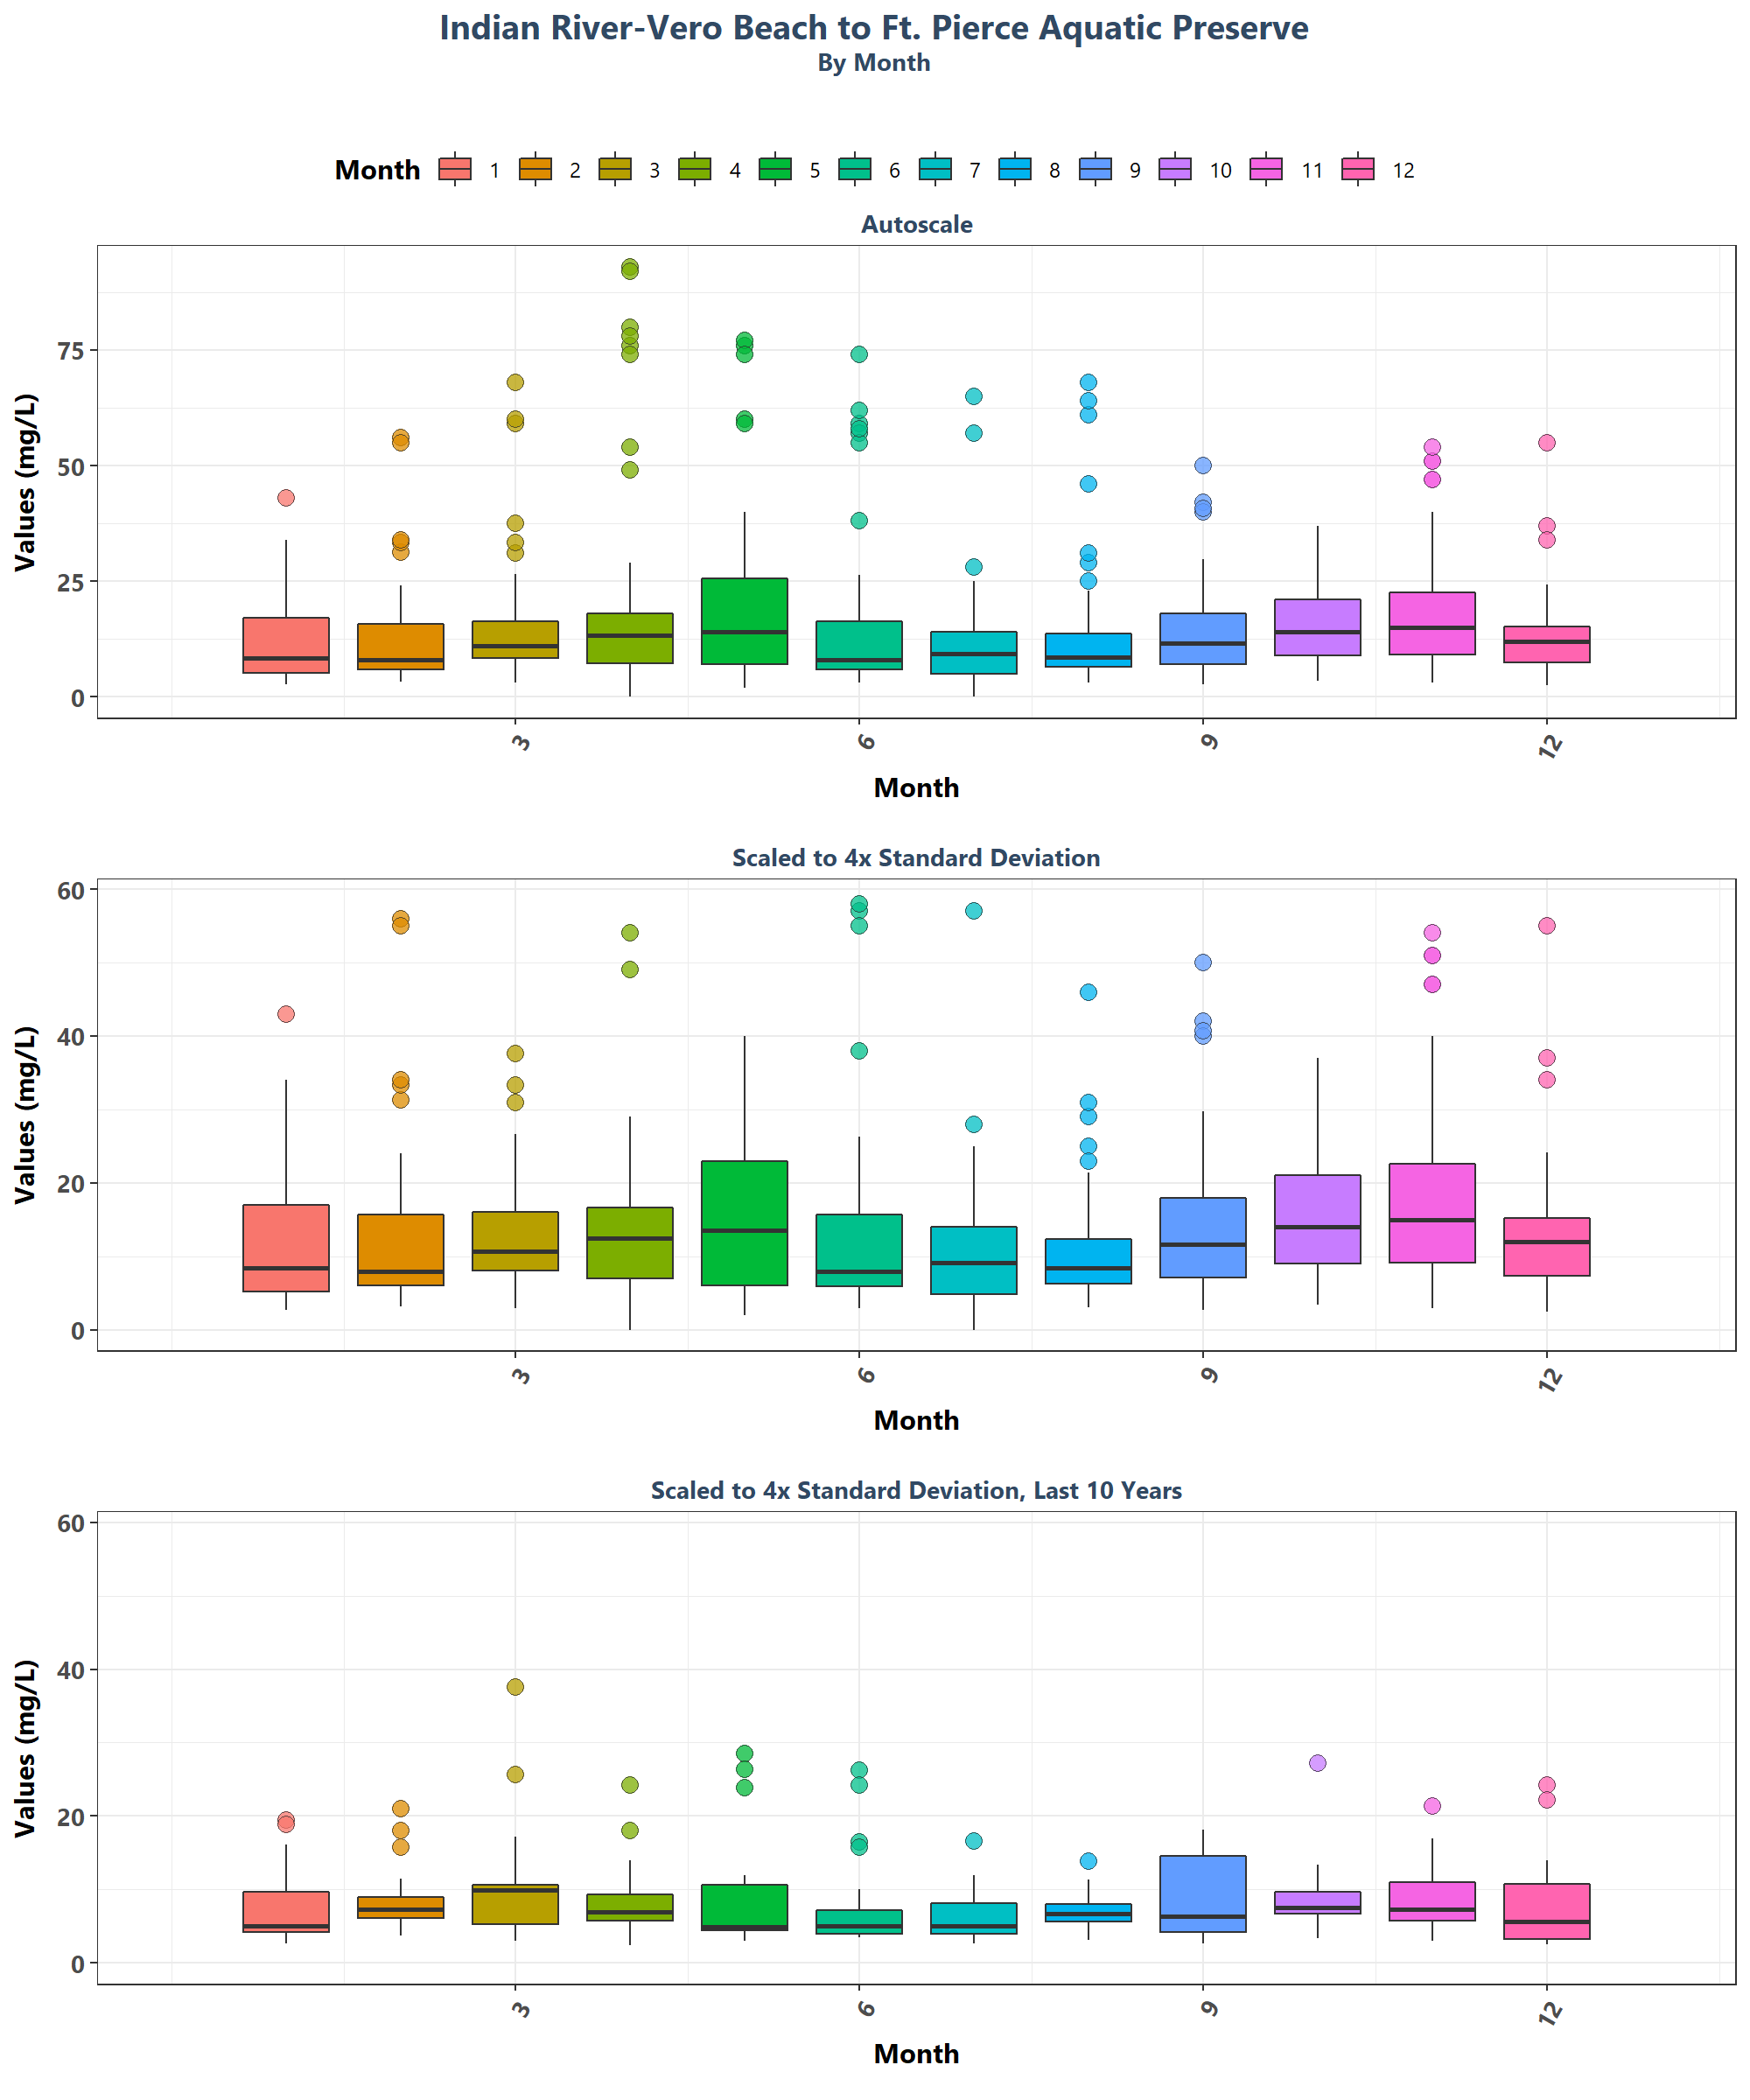 Indian River-Vero Beach to Ft. Pierce Aquatic Preserve
By Month
Month 1 2 3 4 5 6 7 8 9 10 11 12
Autoscale
Values (mg/L)
75
50
25
0
3 6 9 12
Month
Scaled to 4x Standard Deviation
Values (mg/L)
60
40
20
0
3 6 9 12
Month
Scaled to 4x Standard Deviation, Last 10 Years
Values (mg/L)
60
40
20
0
3 6 9 12
Month